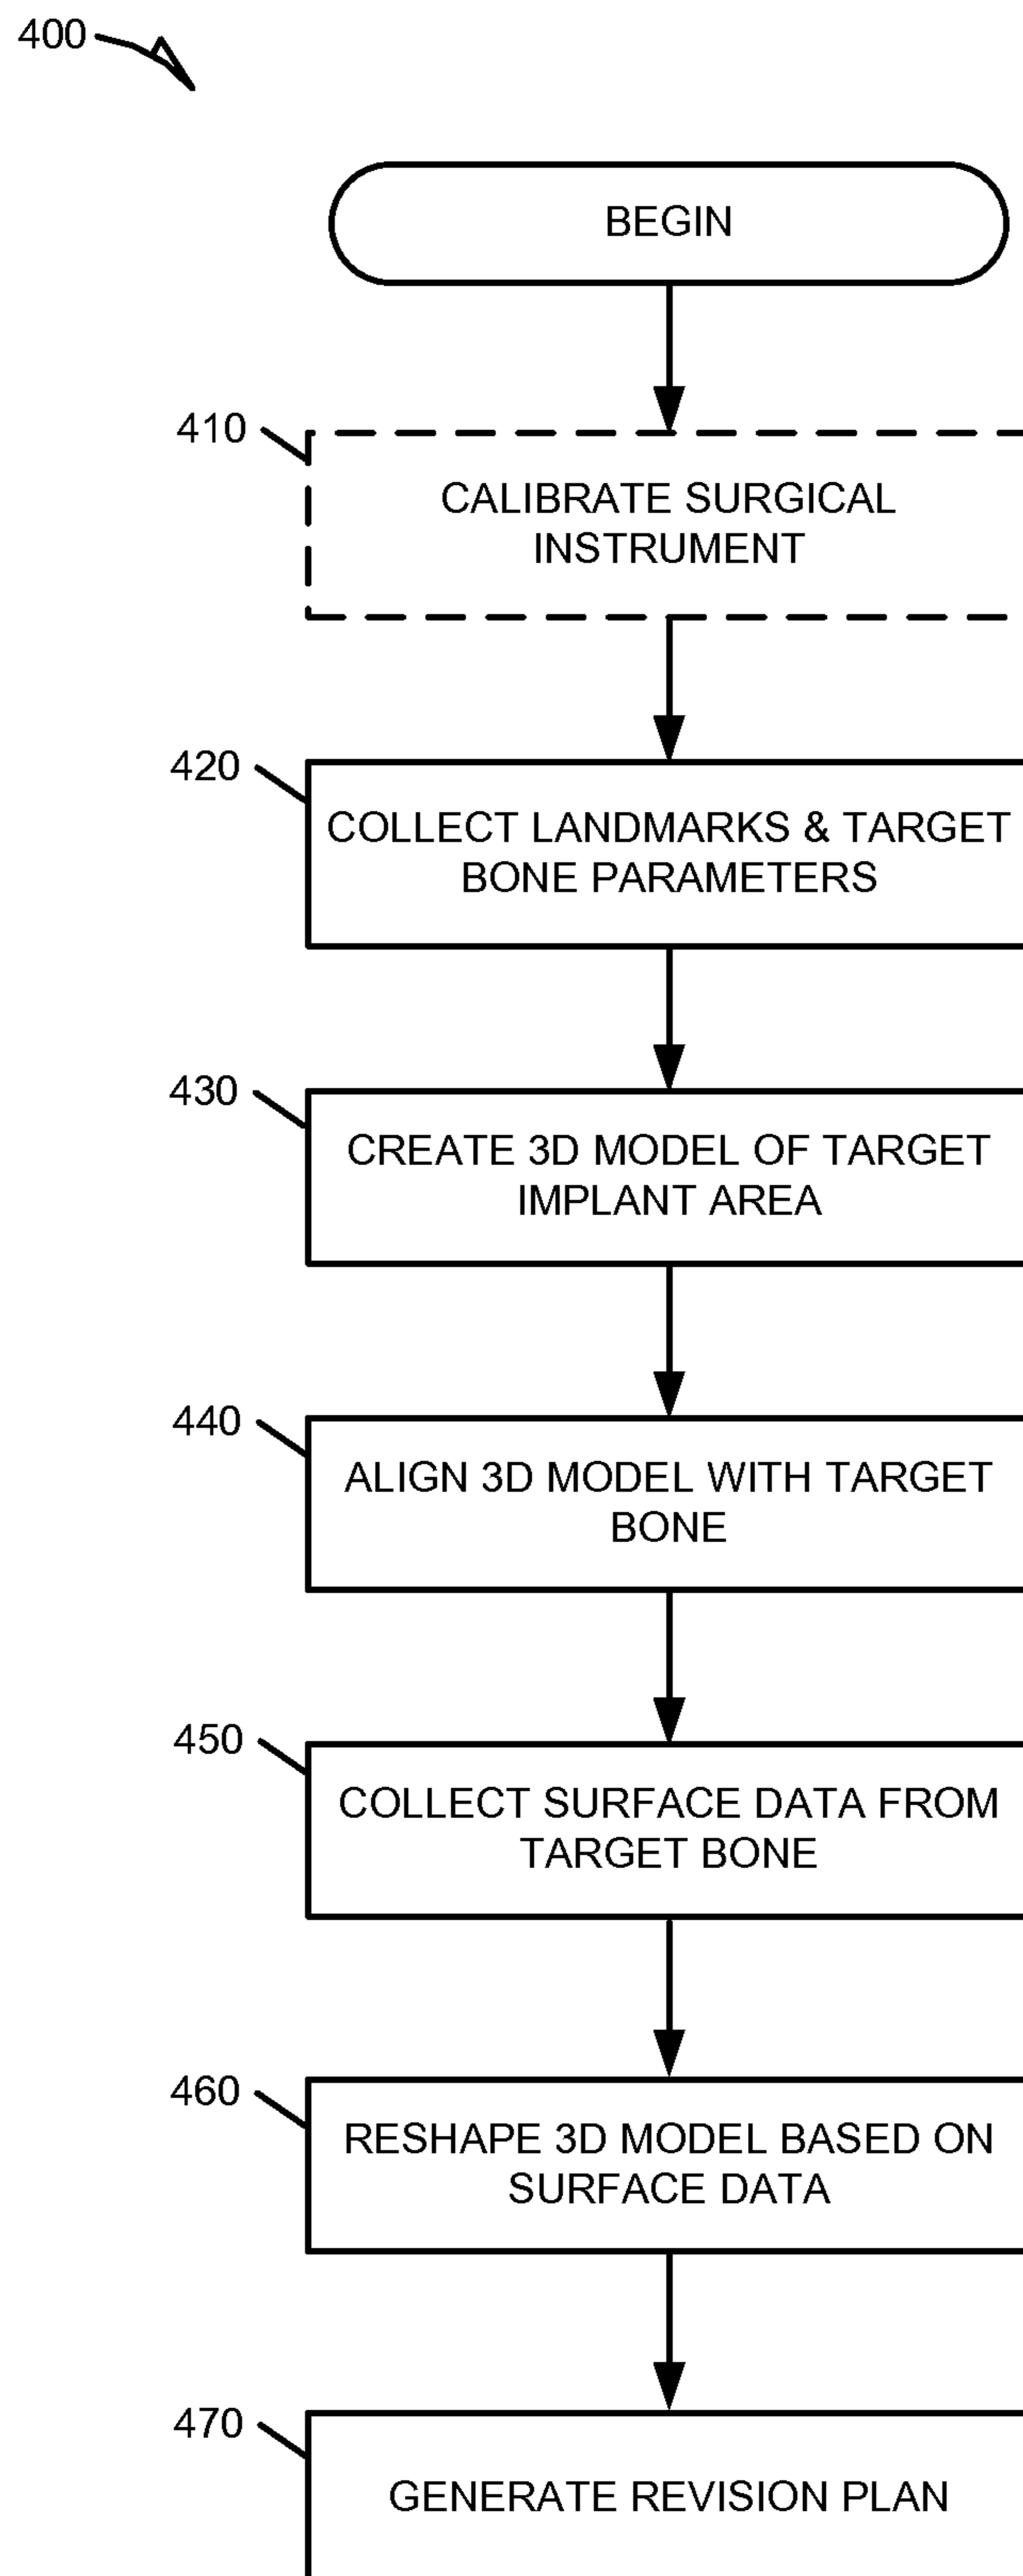 400
BEGIN
410
CALIBRATE SURGICAL
INSTRUMENT
420
COLLECT LANDMARKS & TARGET
BONE PARAMETERS
430
CREATE 3D MODEL OF TARGET
IMPLANT AREA
440
ALIGN 3D MODEL WITH TARGET
BONE
450
COLLECT SURFACE DATA FROM
TARGET BONE
460
RESHAPE 3D MODEL BASED ON
SURFACE DATA
470
GENERATE REVISION PLAN